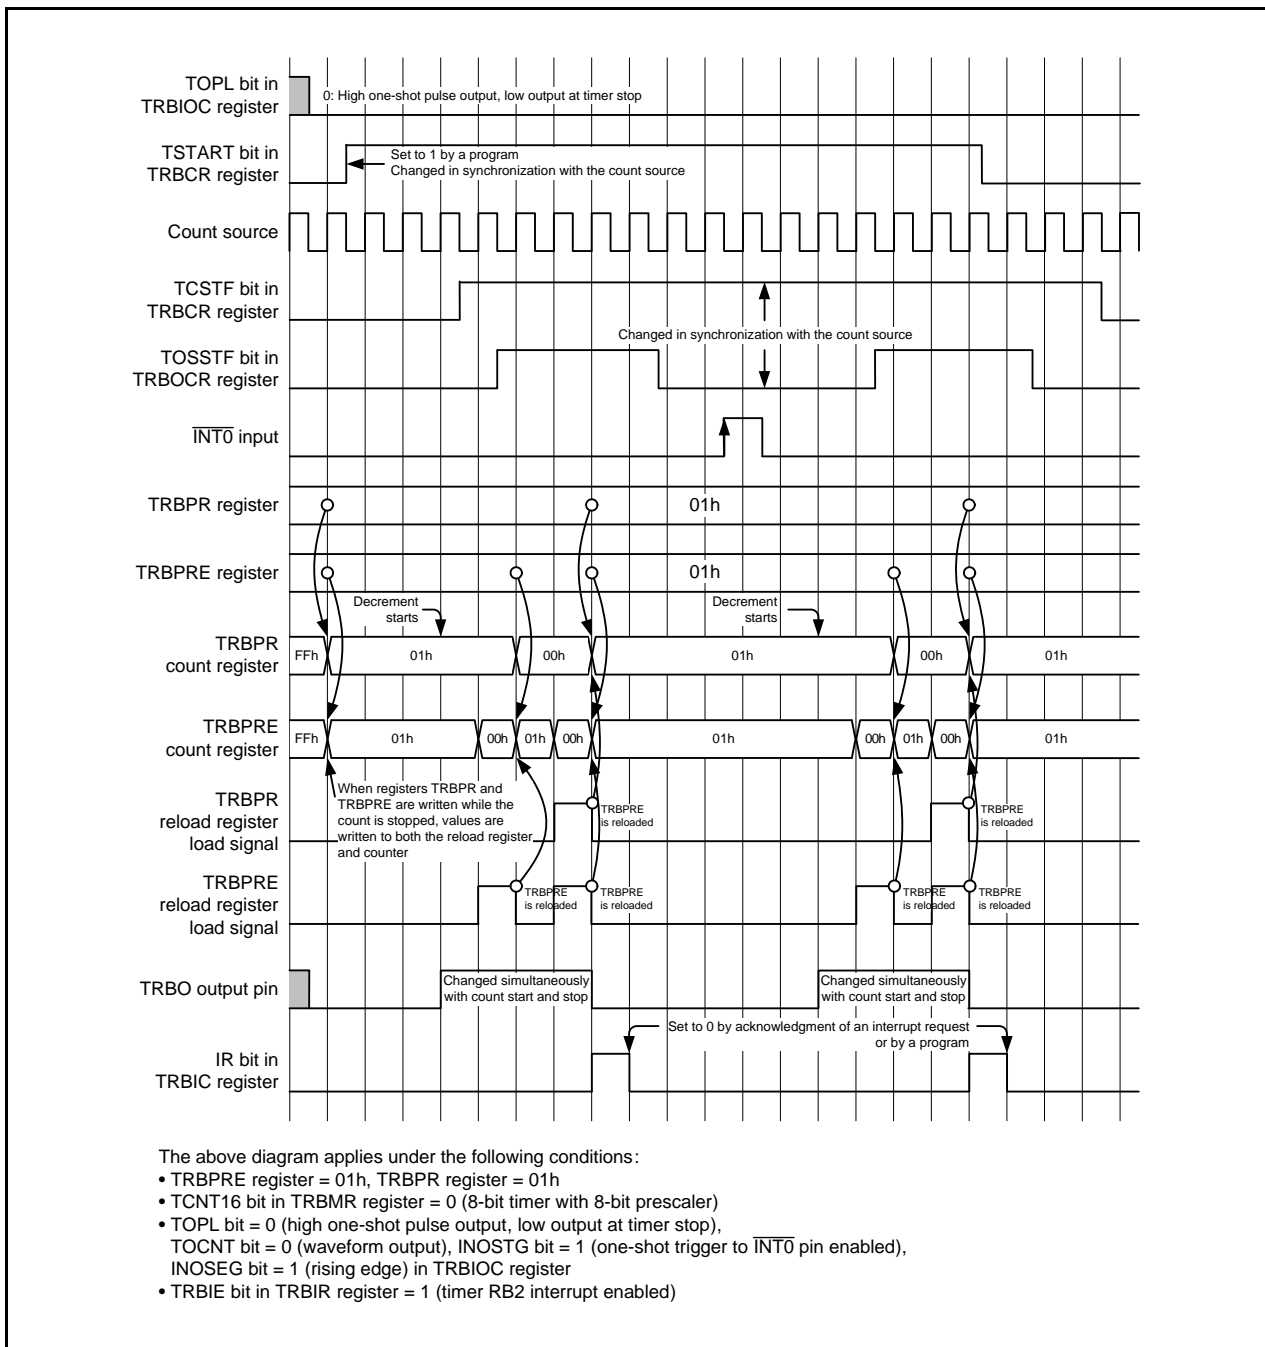 TOPL bit in
TRBIOC register
0: High one-shot pulse output, low output at timer stop
TSTART bit in
TRBCR register
Set to 1 by a program
Changed in synchronization with the count source
Count source
TCSTF bit in
TRBCR register
Changed in synchronization with the count source
TOSSTF bit in
TRBOCR register
INT0 input
TRBPR register
01h
TRBPRE register
01h
Decrement
starts
Decrement
starts
TRBPR
count register
FFh
01h
00h
01h
00h
01h
TRBPRE
count register
FFh
01h
00h
01h
00h
01h
00h
01h
00h
01h
When registers TRBPR and
TRBPRE are written while the
count is stopped, values are
written to both the reload register
and counter
TRBPR
reload register
load signal
TRBPRE
is reloaded
TRBPRE
is reloaded
TRBPRE
reload register
load signal
TRBPRE
is reloaded
TRBPRE
is reloaded
TRBPRE
is reloaded
TRBPRE
is reloaded
TRBO output pin
Changed simultaneously
with count start and stop
Changed simultaneously
with count start and stop
Set to 0 by acknowledgment of an interrupt request
or by a program
IR bit in
TRBIC register
The above diagram applies under the following conditions:
• TRBPRE register = 01h, TRBPR register = 01h
• TCNT16 bit in TRBMR register = 0 (8-bit timer with 8-bit prescaler)
• TOPL bit = 0 (high one-shot pulse output, low output at timer stop),
TOCNT bit = 0 (waveform output), INOSTG bit = 1 (one-shot trigger to INT0 pin enabled),
INOSEG bit = 1 (rising edge) in TRBIOC register
• TRBIE bit in TRBIR register = 1 (timer RB2 interrupt enabled)